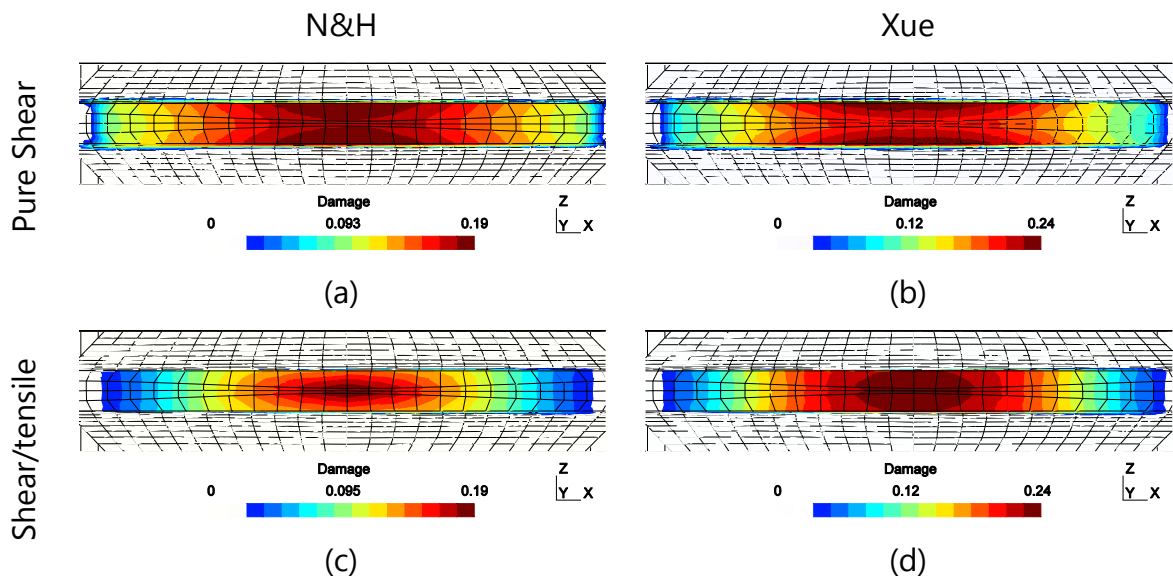 N&H
Xue
Pure Shear
Damage
0
0.093
0.19
Z
Y X
(a)
Damage
0
0.12
0.24
Z
Y X
(b)
Shear/tensile
Damage
0
0.095
0.19
Z
Y X
(c)
Damage
0
0.12
0.24
Z
Y X
(d)